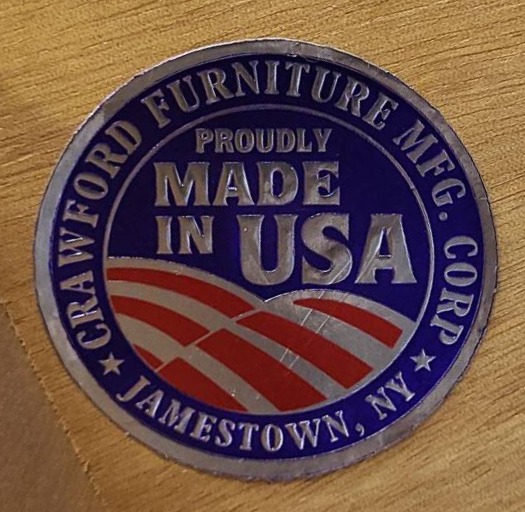 CRAWFORD FURNITURE MFG. CORP
PROUDLY
MADE
IN USA
JAMESTOWN, NY